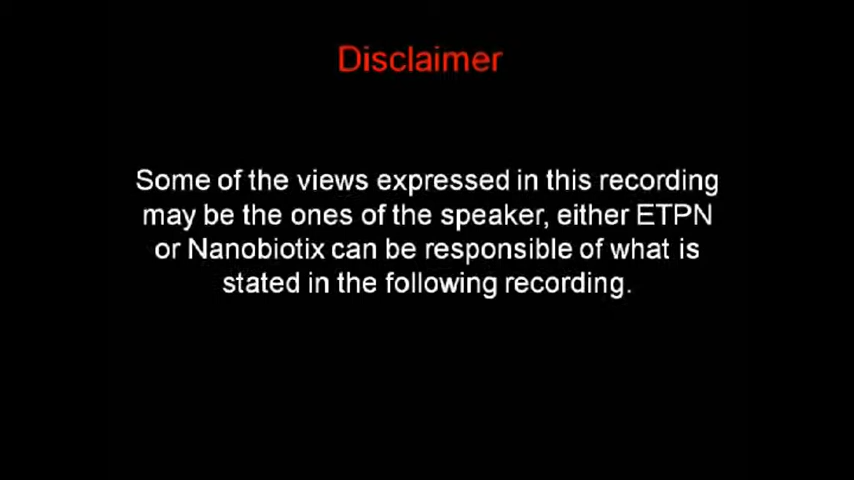 Disclaimer
Some of the views expressed in this recording
may be the ones of the speaker, either ETPN
or Nanobiotix can be responsible of what is
stated in the following recording.